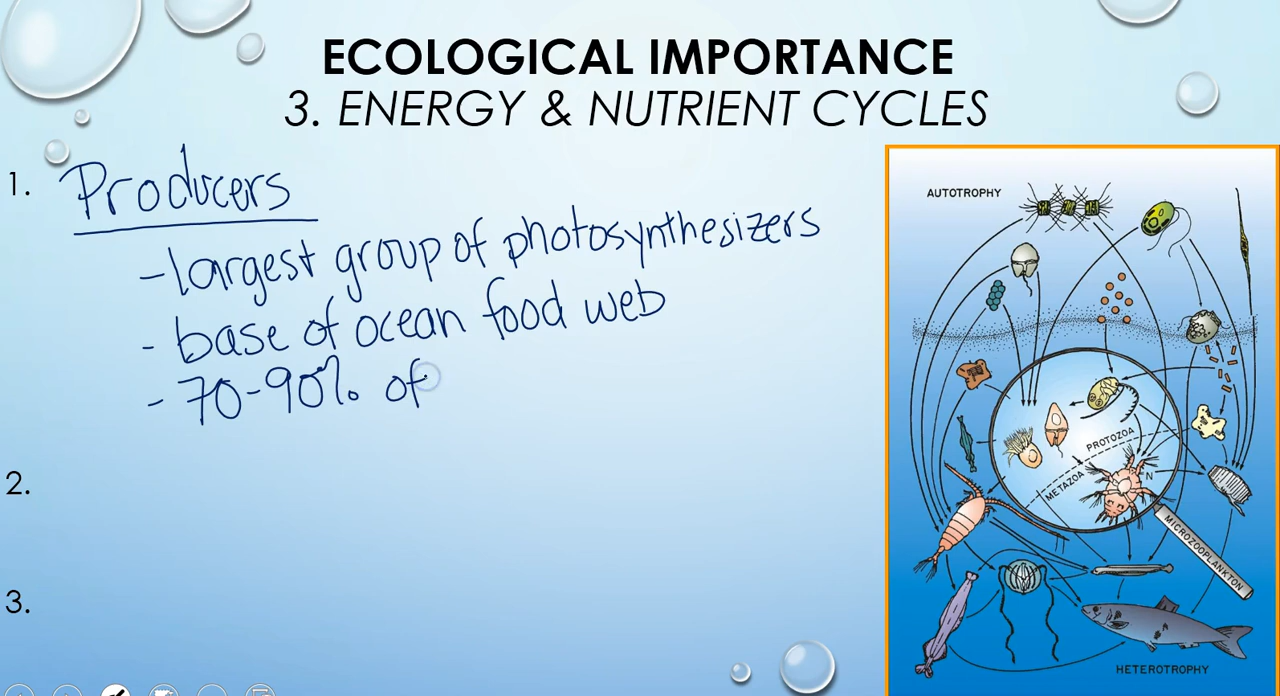 ECOLOGICAL IMPORTANCE
3. ENERGY & NUTRIENT CYCLES
1. Producers
- largest group of photosynthesizers
- base of ocean food web
- 70-90% of
2.
3.
AUTOTROPHY
PROTOZOA
METAZOA
N
MICROZOOPLANKTON
HETEROTROPHY